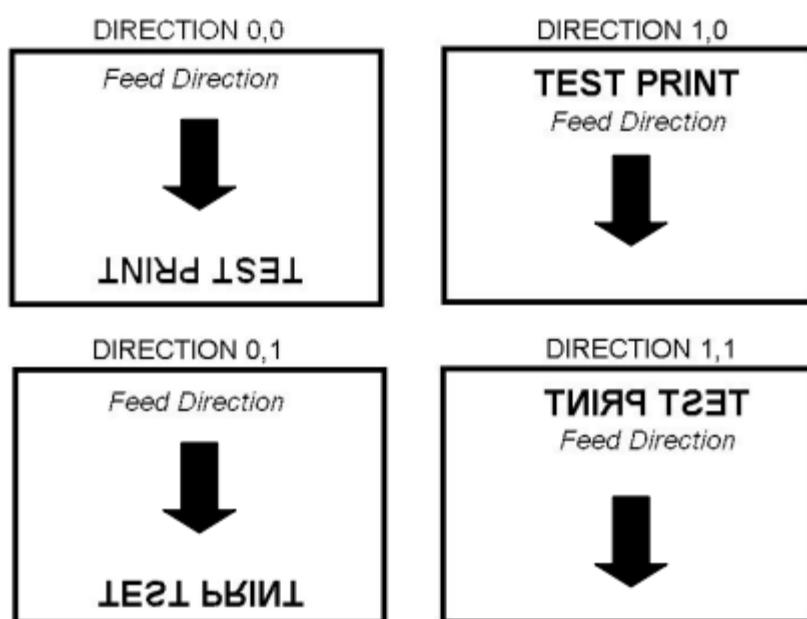 DIRECTION 0,0
Feed Direction
TEST PRINT
DIRECTION 1,0
TEST PRINT
Feed Direction
DIRECTION 0,1
Feed Direction
TEST PRINT
DIRECTION 1,1
TEST PRINT
Feed Direction